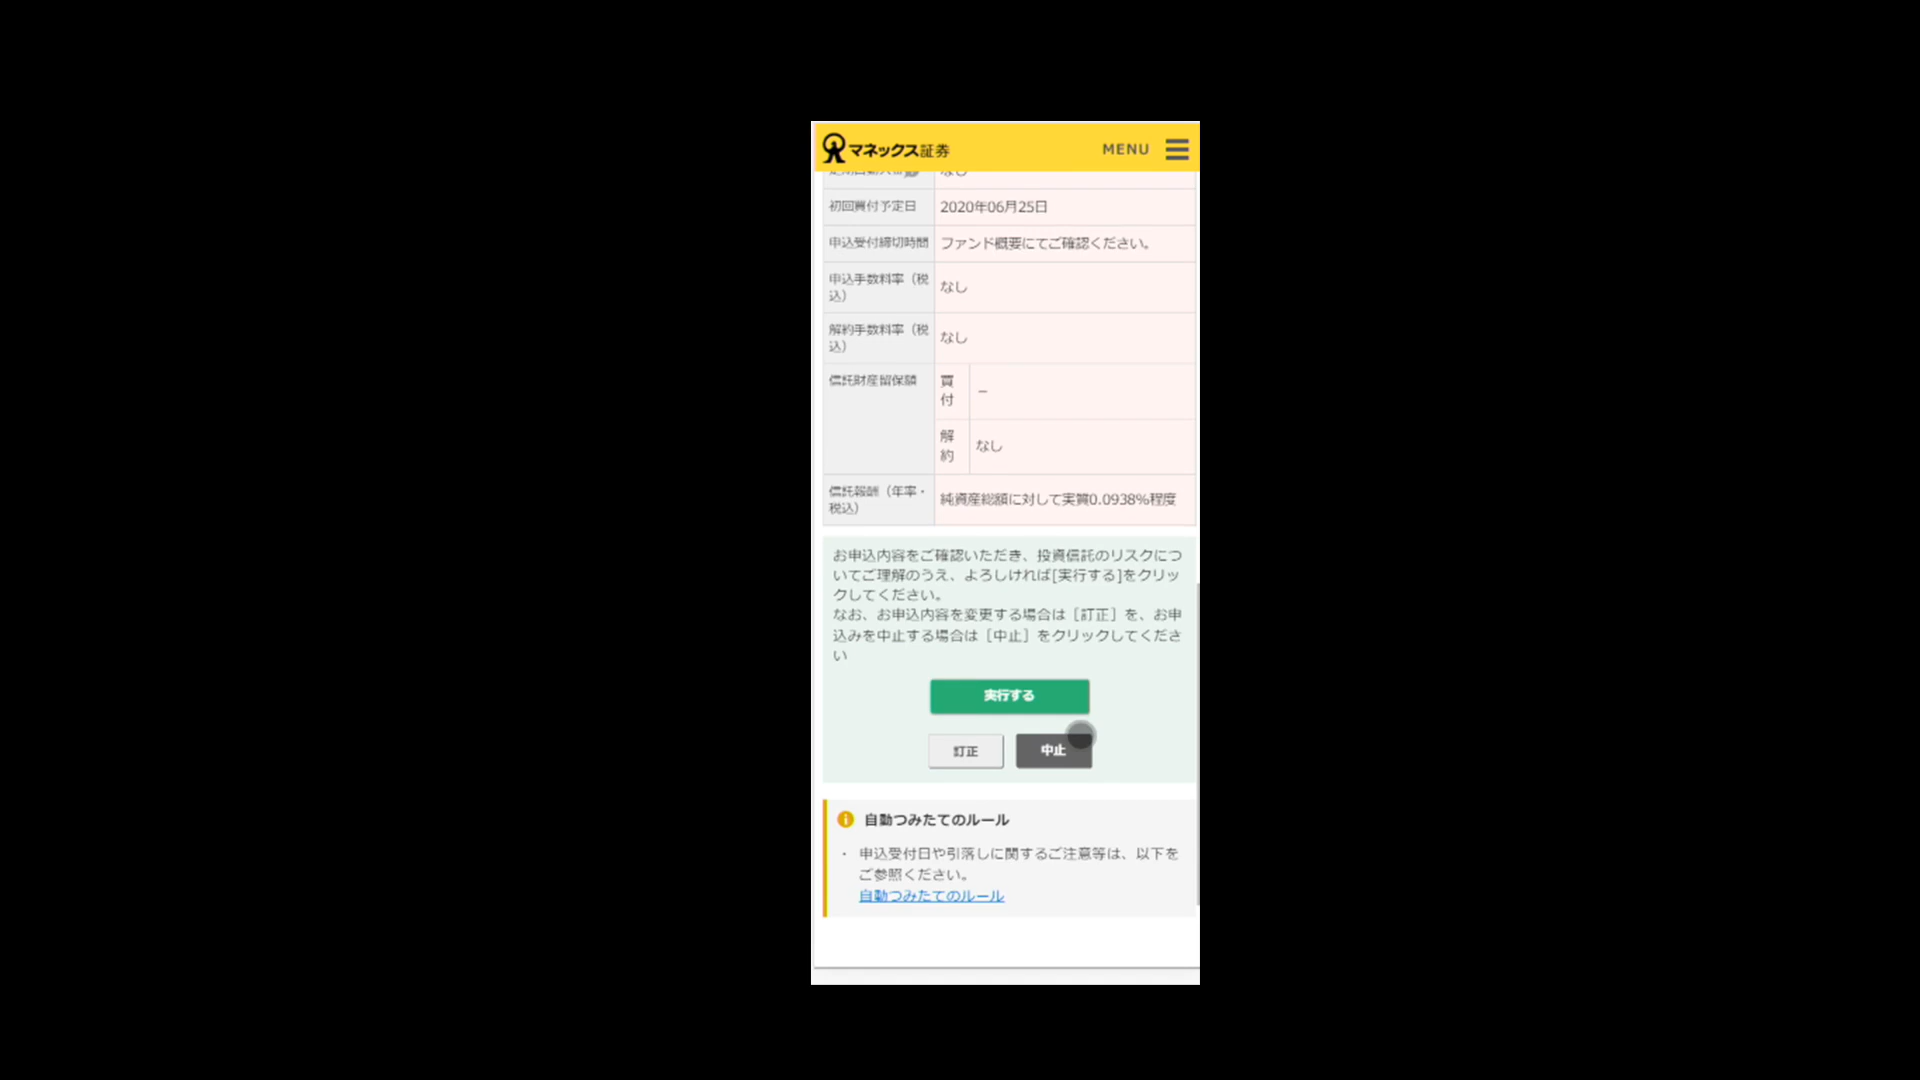 マネックス証券 MENU
なし
初回買付予定日 2020年06月25日
申込受付締切時間 ファンド概要にてご確認ください。
申込手数料率（税
込） なし
解約手数料率（税
込） なし
信託財産留保額 買
付 －
解
約 なし
信託報酬（年率・
税込） 純資産総額に対して実質0.0938%程度
お申込内容をご確認いただき、投資信託のリスクにつ
いてご理解のうえ、よろしければ[実行する]をクリッ
クしてください。
なお、お申込内容を変更する場合は［訂正］を、お申
込みを中止する場合は［中止］をクリックしてくださ
い
実行する
訂正 中止
自動つみたてのルール
・ 申込受付日や引落しに関するご注意等は、以下を
ご参照ください。
自動つみたてのルール